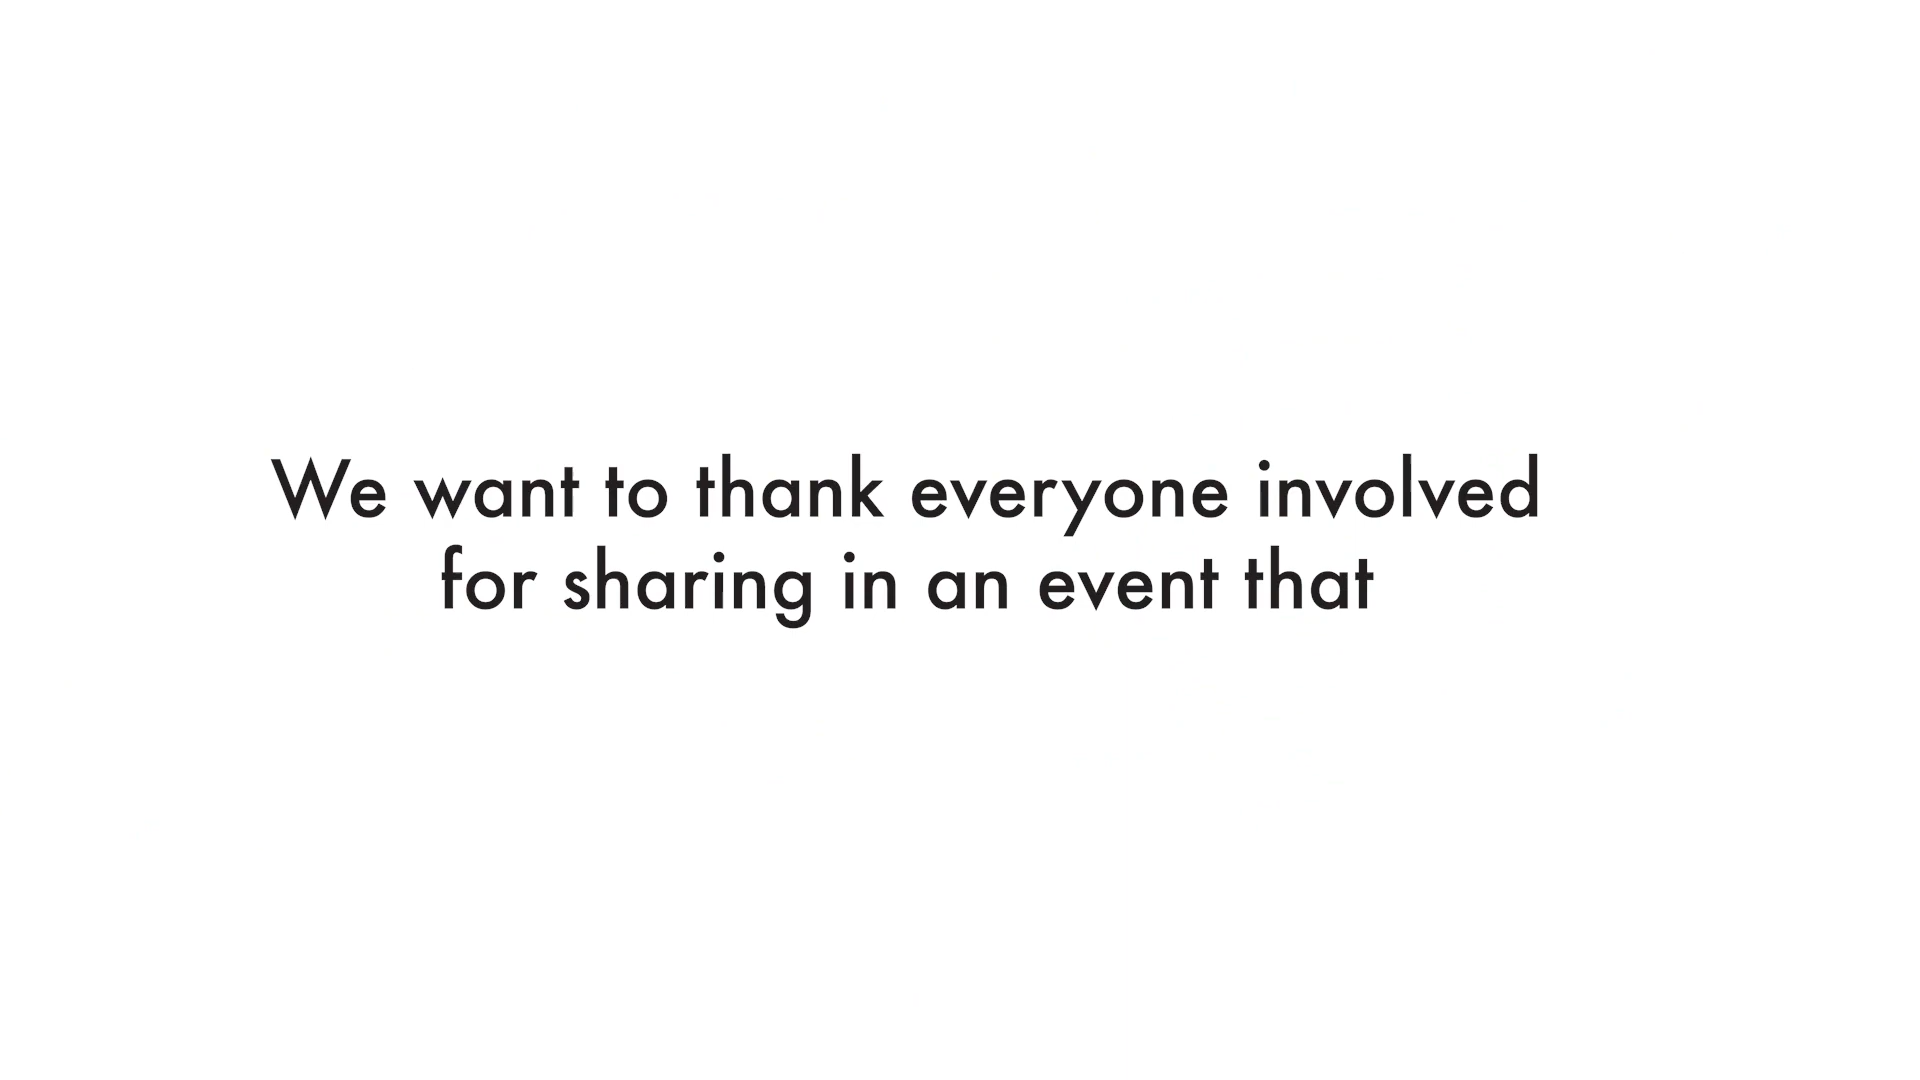 We want to thank everyone involved
for sharing in an event that